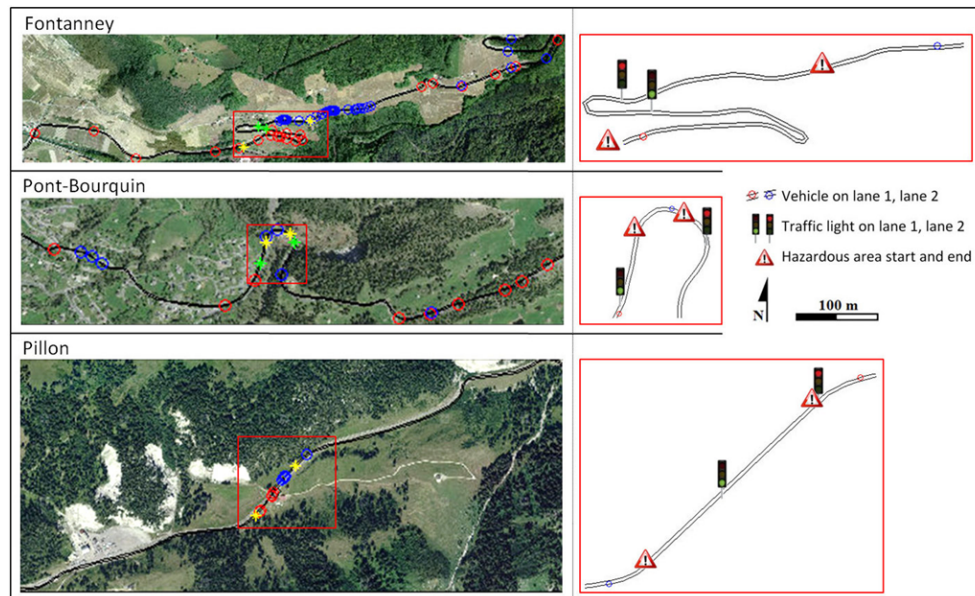 Fontanney
Pont-Bourquin
Vehicle on lane 1, lane 2
Traffic light on lane 1, lane 2
Hazardous area start and end
N
100 m
Pillon